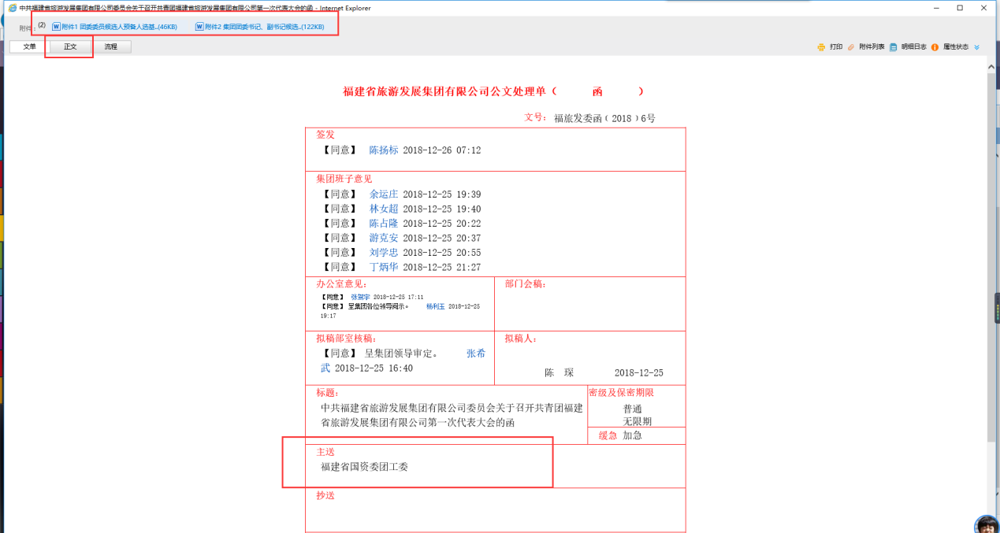 中共福建省旅游发展集团有限公司委员会关于召开共青团福建省旅游发展集团有限公司第一次代表大会的函 - Internet Explorer
附件: (2) 附件1 团委委员候选人预备人选基...(46KB) 附件2 集团团委书记、副书记候选...(122KB)
文单 正文 流程 打印 附件列表 明细日志 属性状态
福建省旅游发展集团有限公司公文处理单（ 函 ）
文号： 福旅发委函﹝2018﹞6号
签发
【同意】 陈扬标 2018-12-26 07:12
集团班子意见
【同意】 余运庄 2018-12-25 19:39
【同意】 林女超 2018-12-25 19:40
【同意】 陈占隆 2018-12-25 20:22
【同意】 游克安 2018-12-25 20:37
【同意】 刘学忠 2018-12-25 20:55
【同意】 丁炳华 2018-12-25 21:27
办公室意见： 部门会稿：
【同意】 张驾宇 2018-12-25 17:11
【同意】 呈集团各位领导阅示。 杨利玉 2018-12-25
19:17
拟稿部室核稿： 拟稿人：
【同意】 呈集团领导审定。 张希
武 2018-12-25 16:40
陈 琛 2018-12-25
标题： 密级及保密期限
中共福建省旅游发展集团有限公司委员会关于召开共青团福建 普通
省旅游发展集团有限公司第一次代表大会的函 无限期
缓急 加急
主送
福建省国资委团工委
抄送